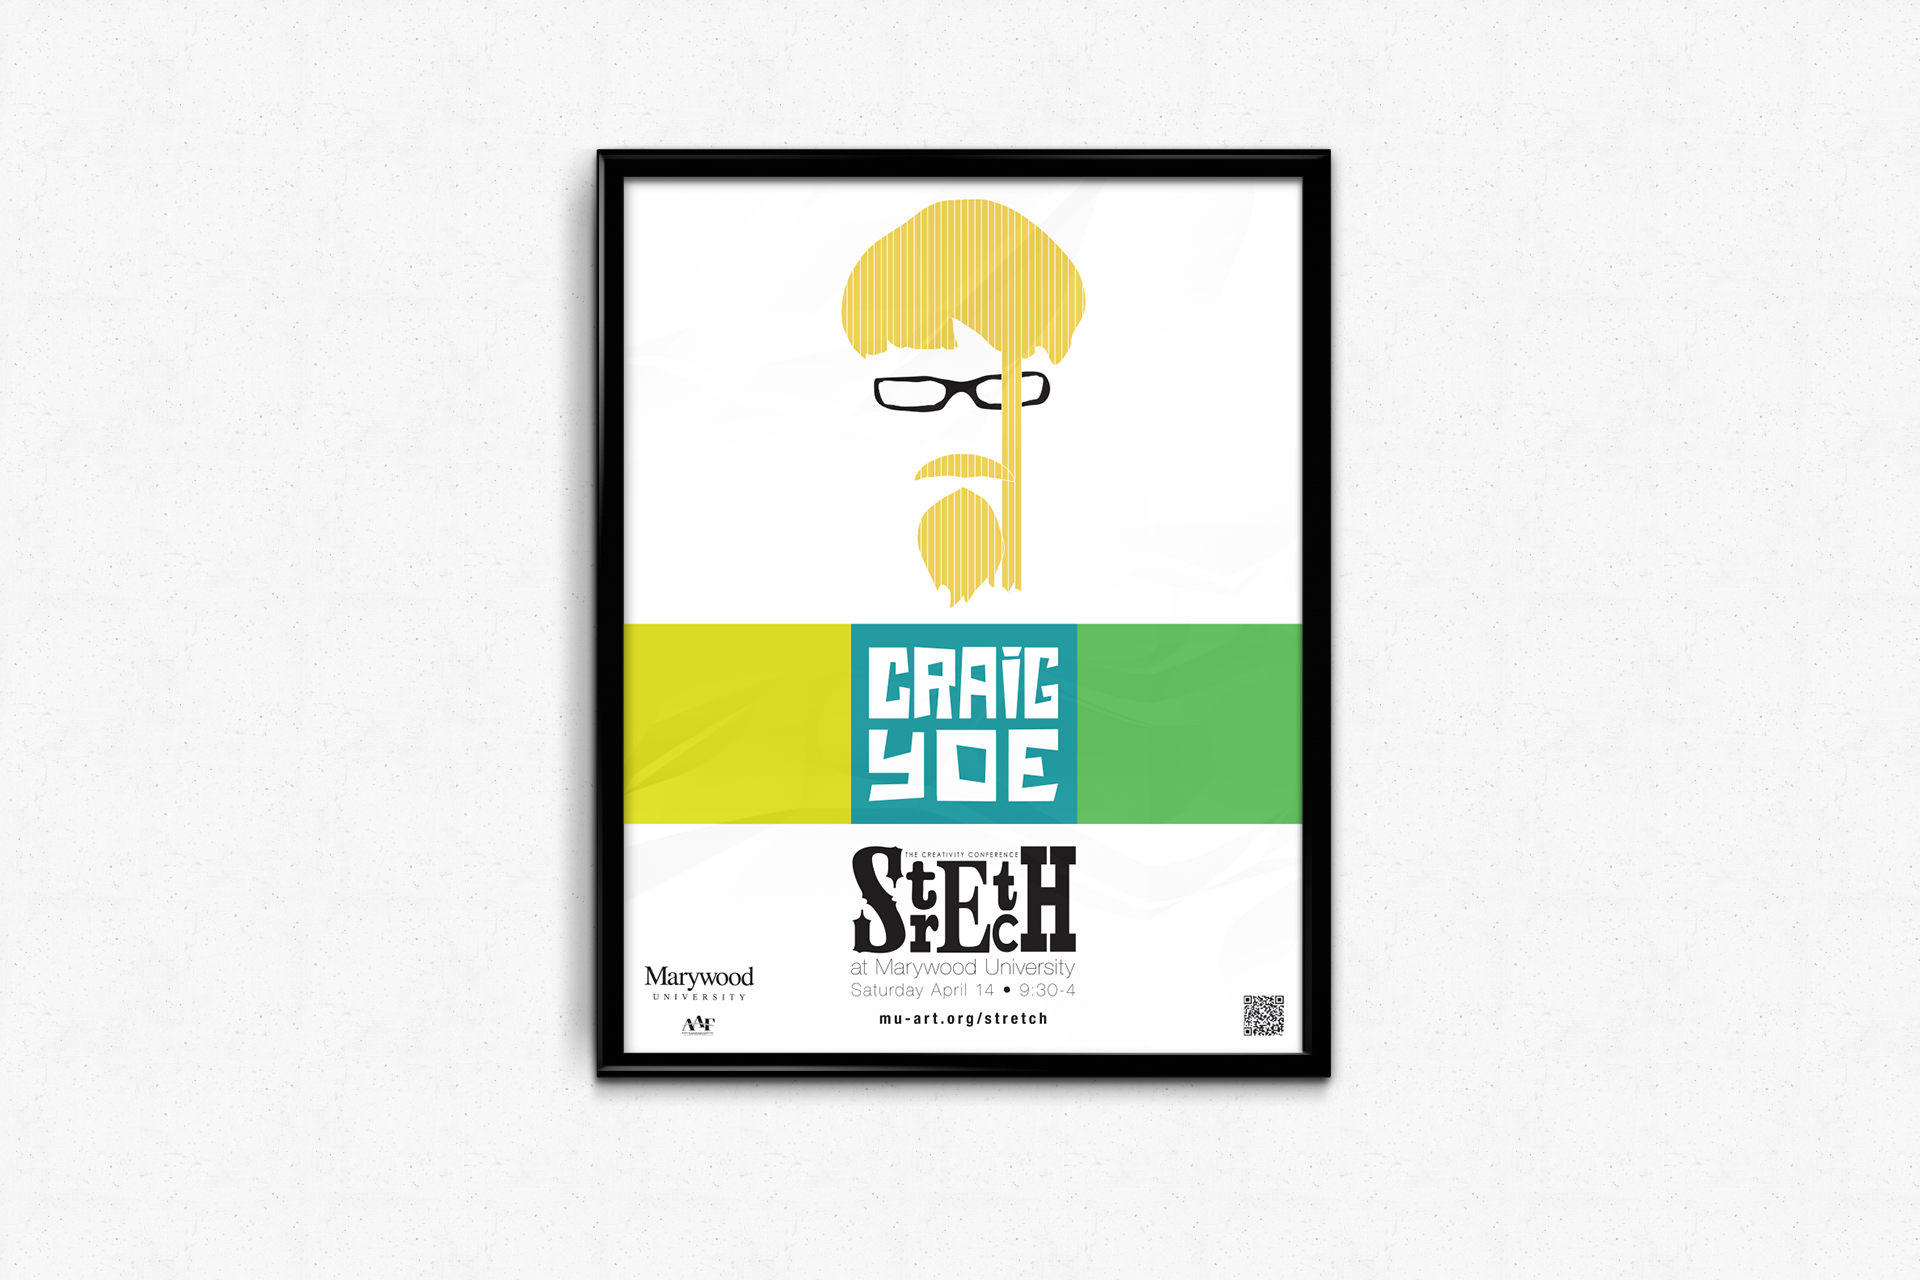 CRAIG
YOE
THE CREATIVITY CONFERENCE
StrEtcH
at Marywood University
Saturday April 14 • 9:30-4
mu-art.org/stretch
Marywood
UNIVERSITY
AAF